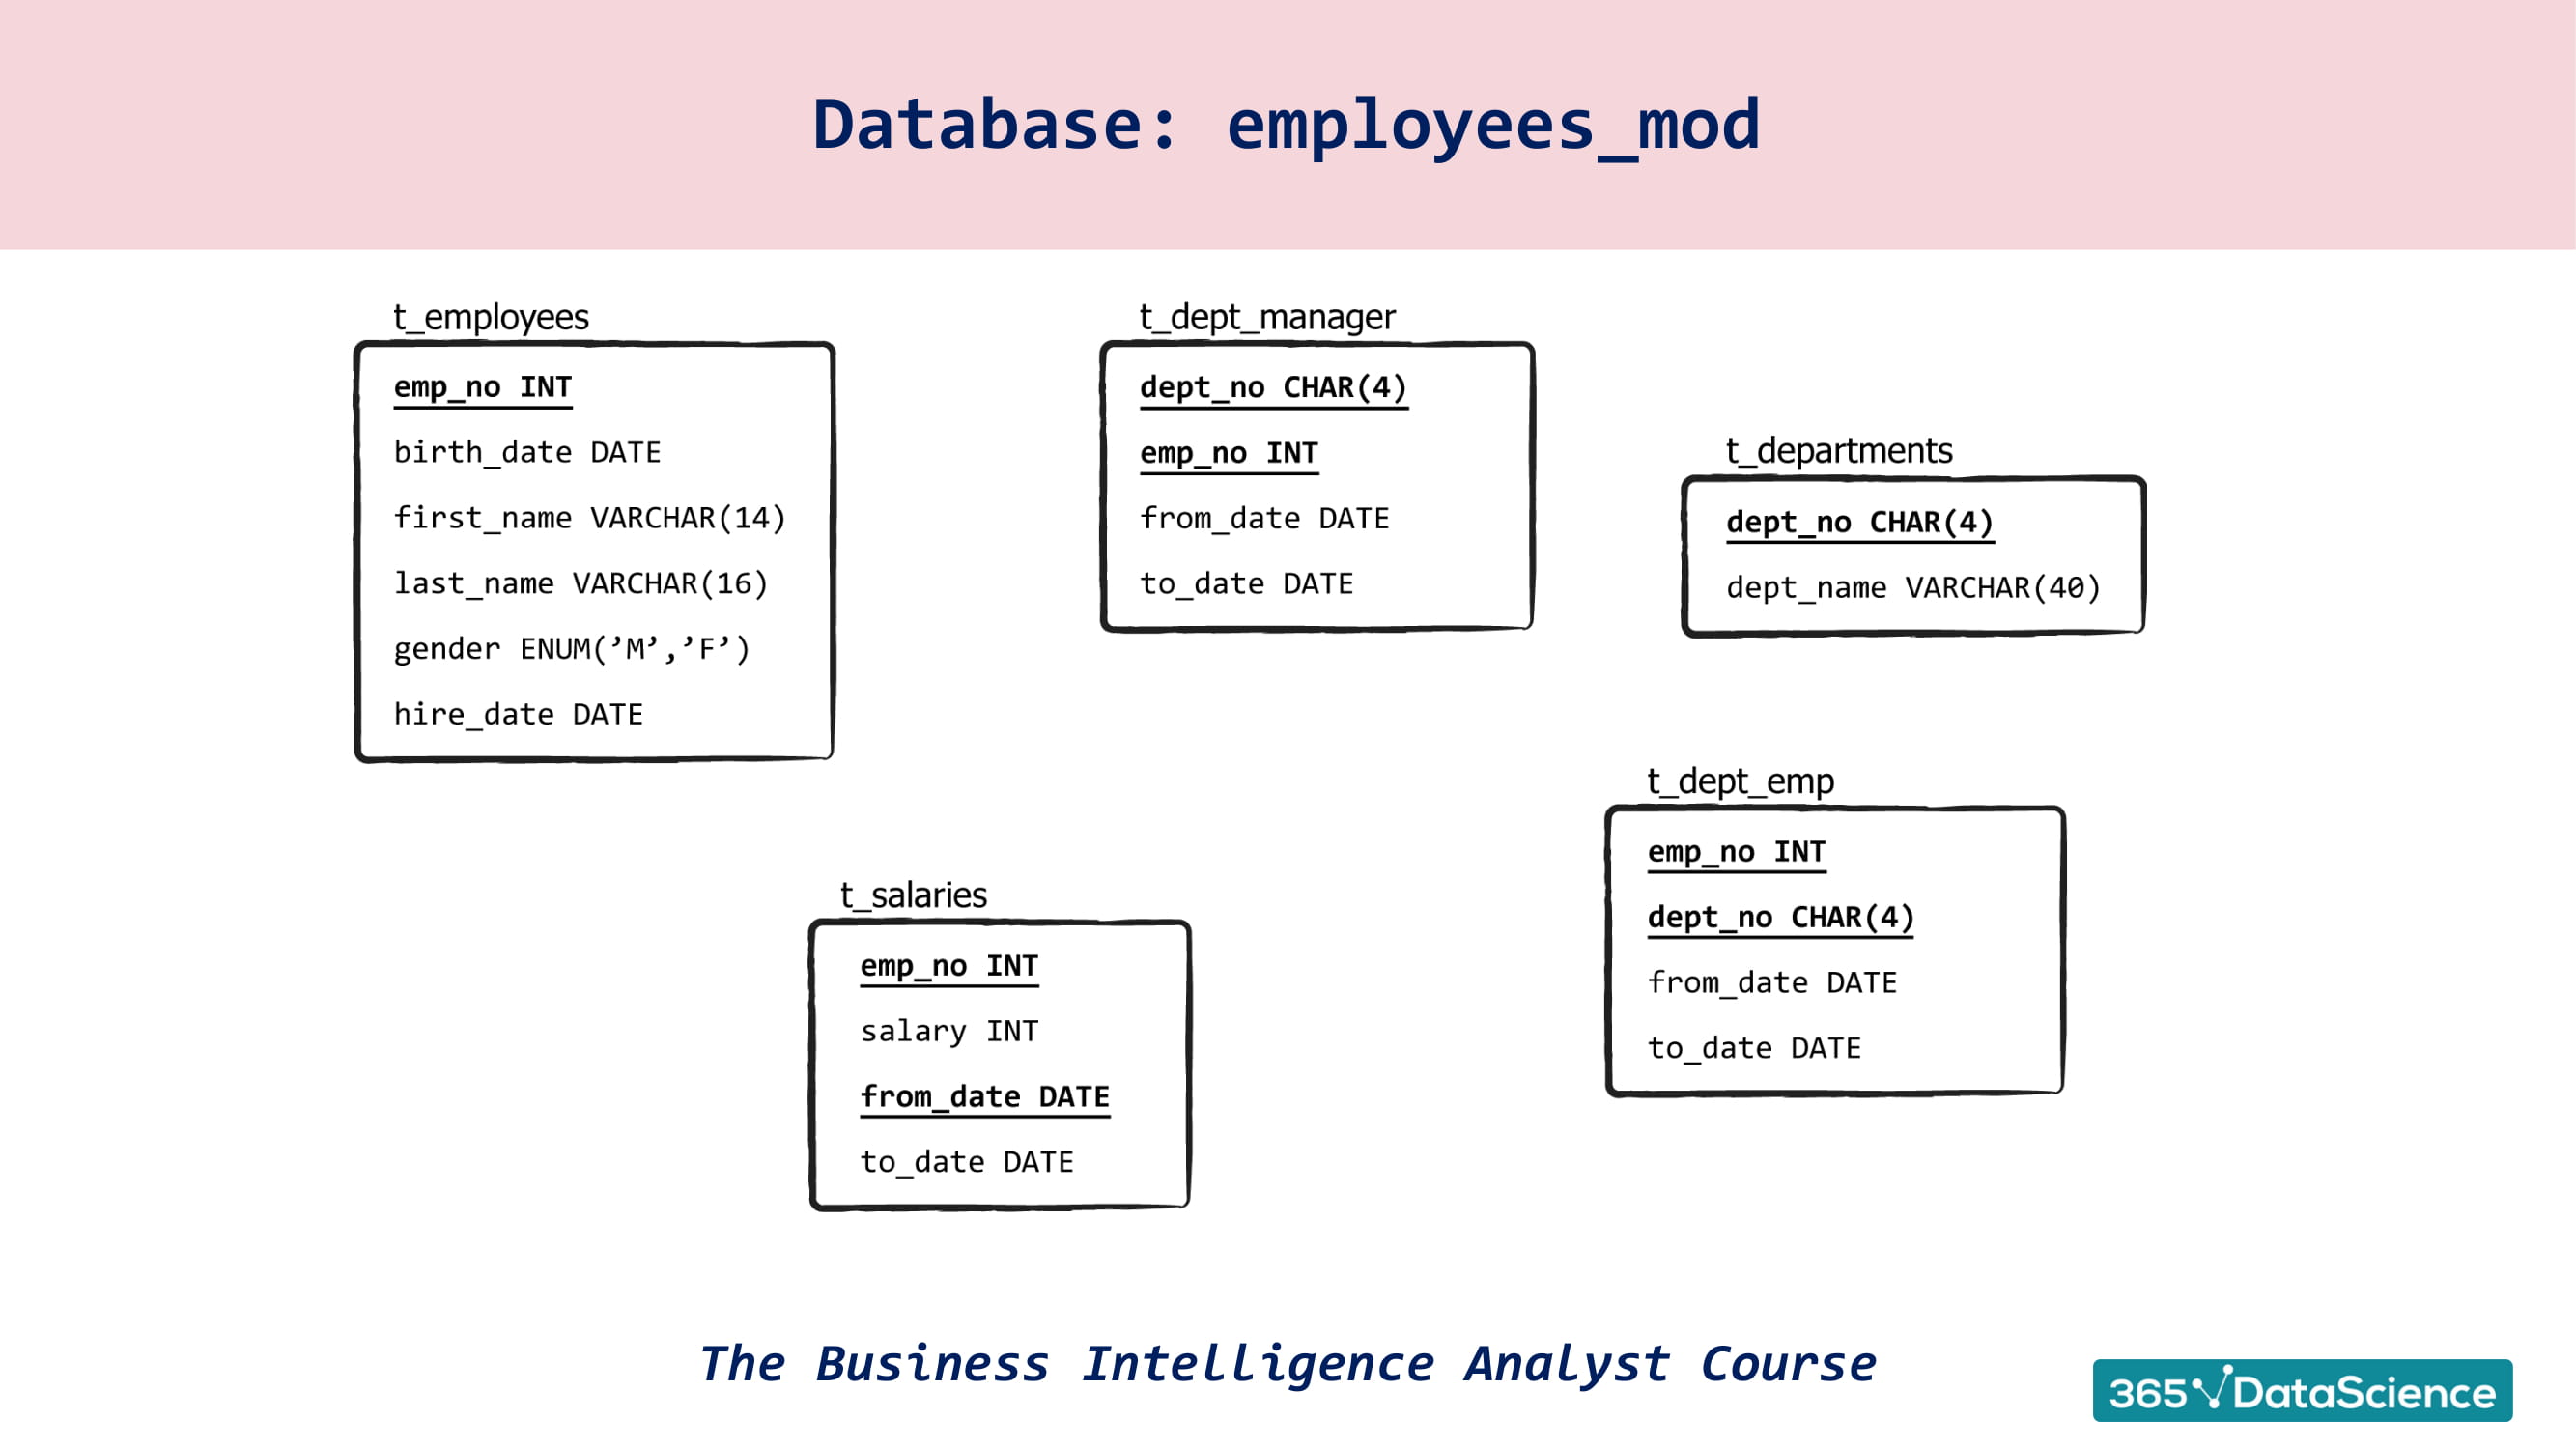 Database: employees_mod
t_employees
emp_no INT
birth_date DATE
first_name VARCHAR(14)
last_name VARCHAR(16)
gender ENUM(’M’,’F’)
hire_date DATE
t_dept_manager
dept_no CHAR(4)
emp_no INT
from_date DATE
to_date DATE
t_departments
dept_no CHAR(4)
dept_name VARCHAR(40)
t_salaries
emp_no INT
salary INT
from_date DATE
to_date DATE
t_dept_emp
emp_no INT
dept_no CHAR(4)
from_date DATE
to_date DATE
The Business Intelligence Analyst Course
365 DataScience